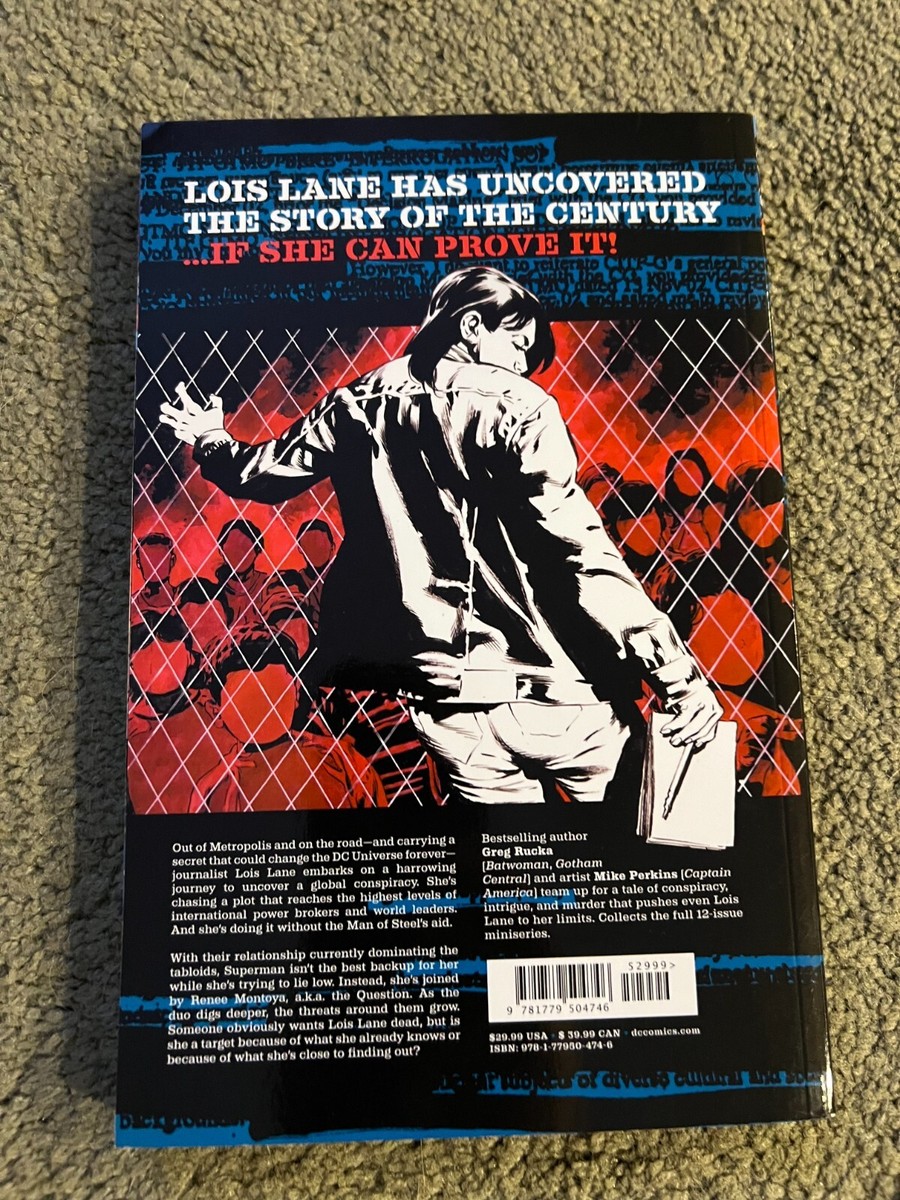 LOIS LANE HAS UNCOVERED
THE STORY OF THE CENTURY
...IF SHE CAN PROVE IT!
Out of Metropolis and on the road—and carrying a
secret that could change the DC Universe forever—
journalist Lois Lane embarks on a harrowing
journey to uncover a global conspiracy. She's
chasing a plot that reaches the highest levels of
international power brokers and world leaders.
And she's doing it without the Man of Steel's aid.
With their relationship currently dominating the
tabloids, Superman isn't the best backup for her
while she's trying to lie low. Instead, she's joined
by Renee Montoya, a.k.a. the Question. As the
duo digs deeper, the threats around them grow.
Someone obviously wants Lois Lane dead, but is
she a target because of what she already knows or
because of what she's close to finding out?
Bestselling author
Greg Rucka
(Batwoman, Gotham
Central) and artist Mike Perkins (Captain
America) team up for a tale of conspiracy,
intrigue, and murder that pushes even Lois
Lane to her limits. Collects the full 12-issue
miniseries.
52999>
9 781779 504746
$29.99 USA $39.99 CAN dccomics.com
ISBN: 978-1-77950-474-6
subjects of diverse cultural and
backgrounds.